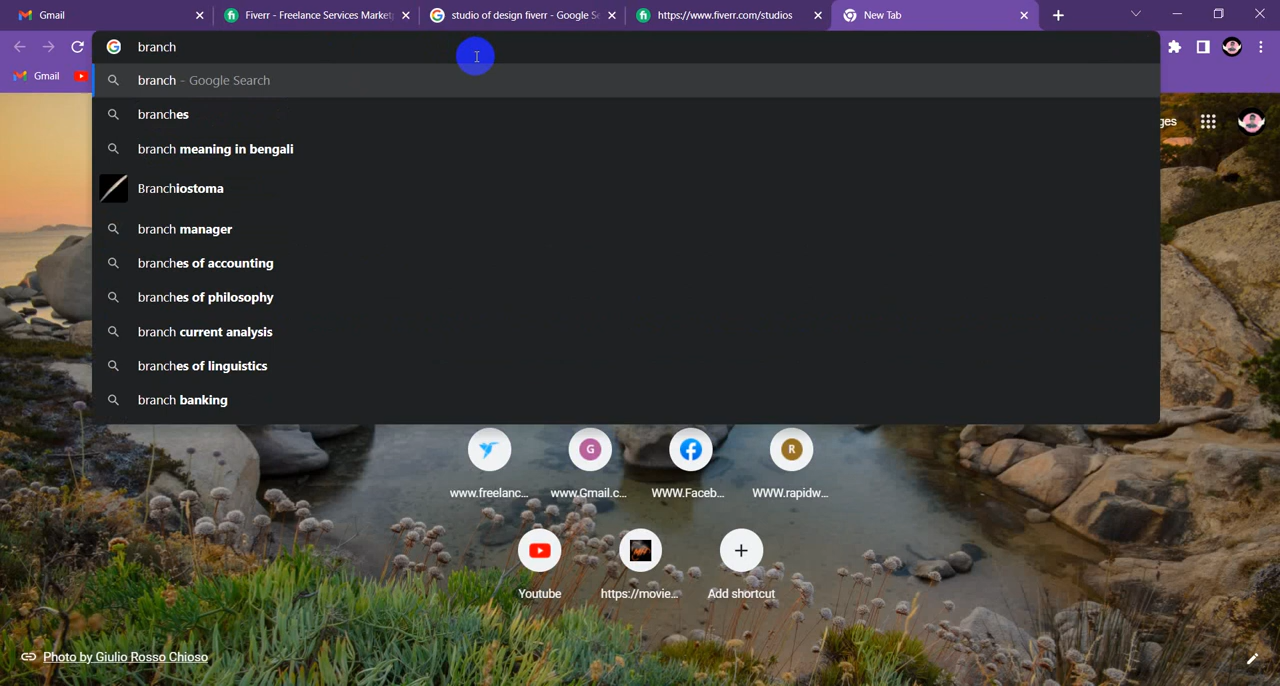 Gmail
Fiverr - Freelance Services Market
studio of design fiverr - Google Se
https://www.fiverr.com/studios
New Tab
branch
Gmail
branch - Google Search
branches
ges
branch meaning in bengali
Branchiostoma
branch manager
branches of accounting
branches of philosophy
branch current analysis
branches of linguistics
branch banking
G
R
www.freelanc...
www.Gmail.c...
WWW.Faceb...
WWW.rapidw...
Youtube
https://movie...
Add shortcut
Photo by Giulio Rosso Chioso